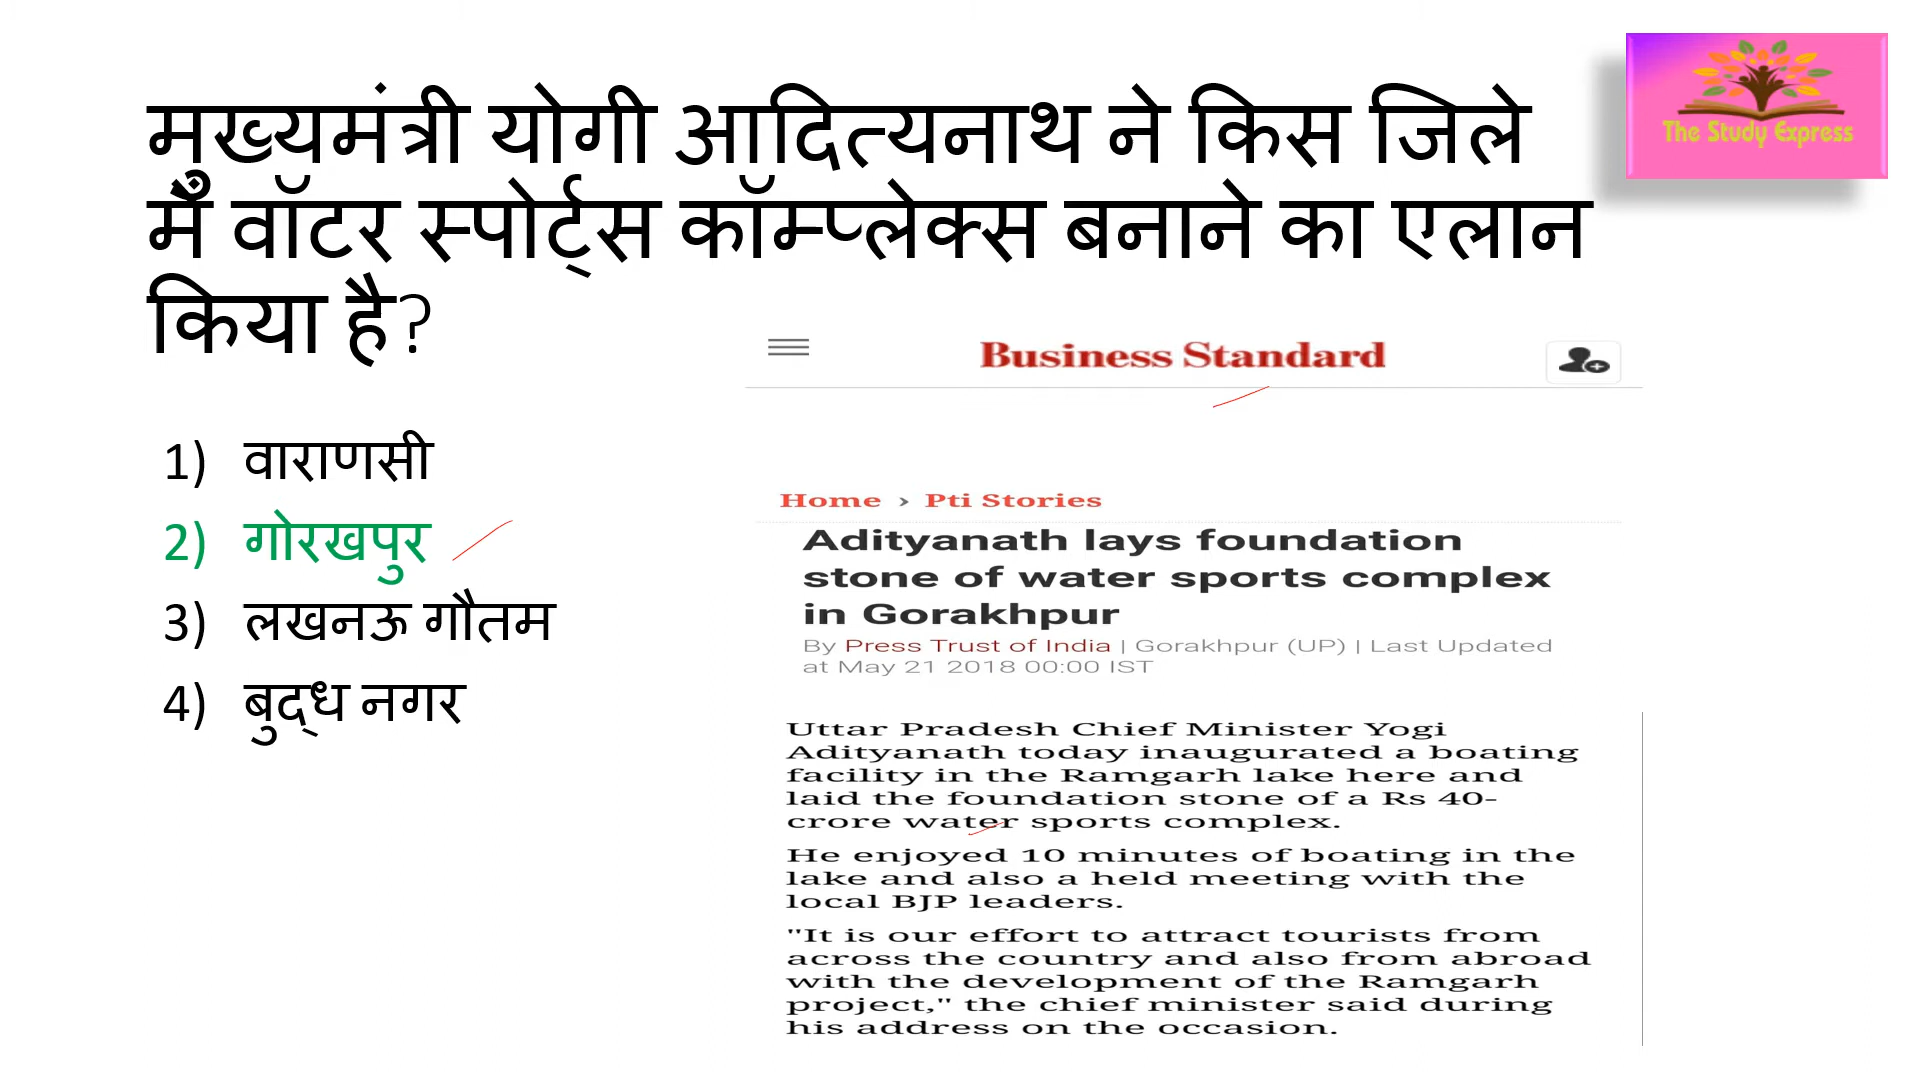 मुख्यमंत्री योगी आदित्यनाथ ने किस जिले
में वॉटर स्पोर्ट्स कॉम्प्लेक्स बनाने का एलान
किया है?
The Study Express
1) वाराणसी
2) गोरखपुर
3) लखनऊ गौतम
4) बुद्ध नगर
Business Standard
Home › Pti Stories
Adityanath lays foundation
stone of water sports complex
in Gorakhpur
By Press Trust of India | Gorakhpur (UP) | Last Updated
at May 21 2018 00:00 IST
Uttar Pradesh Chief Minister Yogi
Adityanath today inaugurated a boating
facility in the Ramgarh lake here and
laid the foundation stone of a Rs 40-
crore water sports complex.
He enjoyed 10 minutes of boating in the
lake and also a held meeting with the
local BJP leaders.
"It is our effort to attract tourists from
across the country and also from abroad
with the development of the Ramgarh
project," the chief minister said during
his address on the occasion.